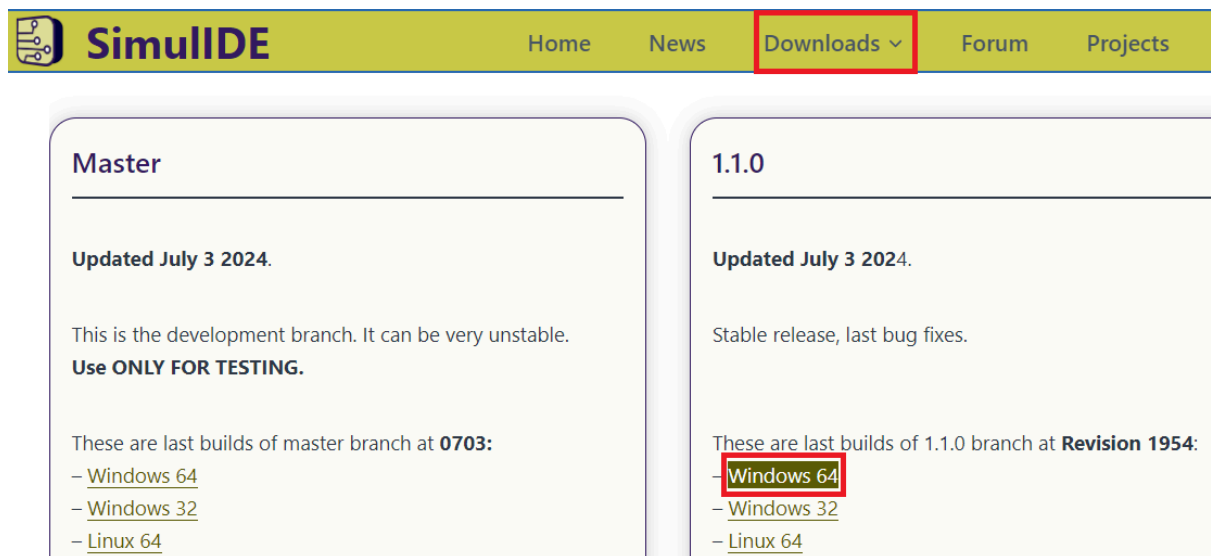 SimulIDE Home News Downloads Forum Projects
Master
Updated July 3 2024.
This is the development branch. It can be very unstable.
Use ONLY FOR TESTING.
These are last builds of master branch at 0703:
– Windows 64
– Windows 32
– Linux 64
1.1.0
Updated July 3 2024.
Stable release, last bug fixes.
These are last builds of 1.1.0 branch at Revision 1954:
– Windows 64
– Windows 32
– Linux 64